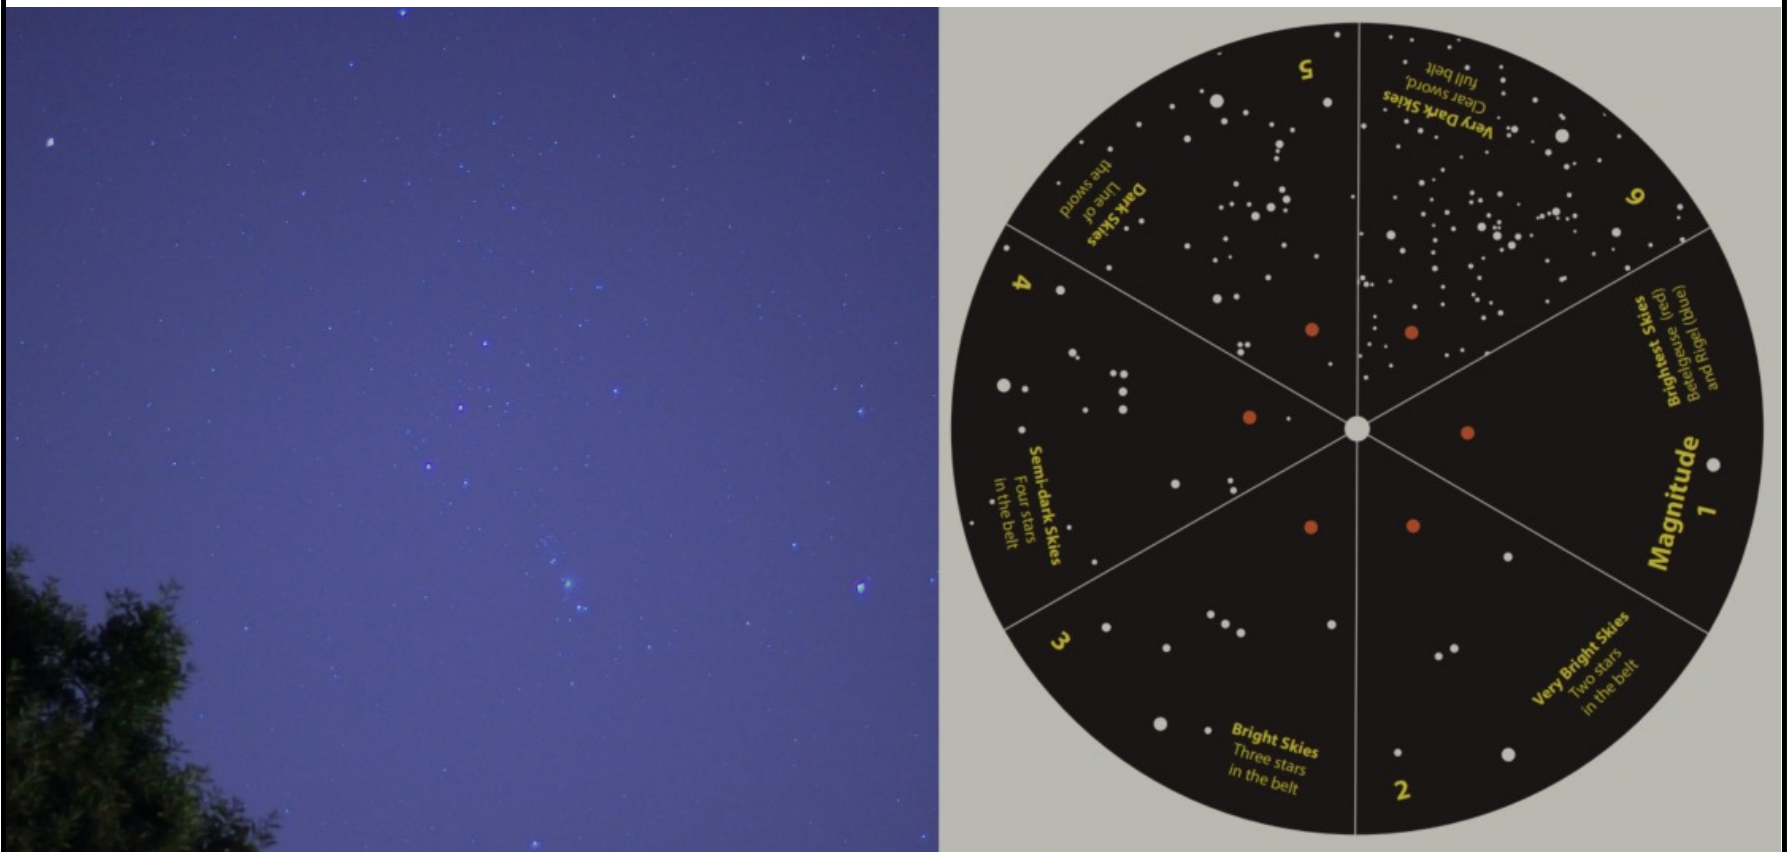 Magnitude
1
Brightest Skies
Betelgeuse (red)
and Rigel (blue)
2
Very Bright Skies
Two stars
in the belt
3
Bright Skies
Three stars
in the belt
4
Semi-dark Skies
Four stars
in the belt
5
Dark Skies
Line of
the sword
6
Very Dark Skies
Clear sword,
full belt